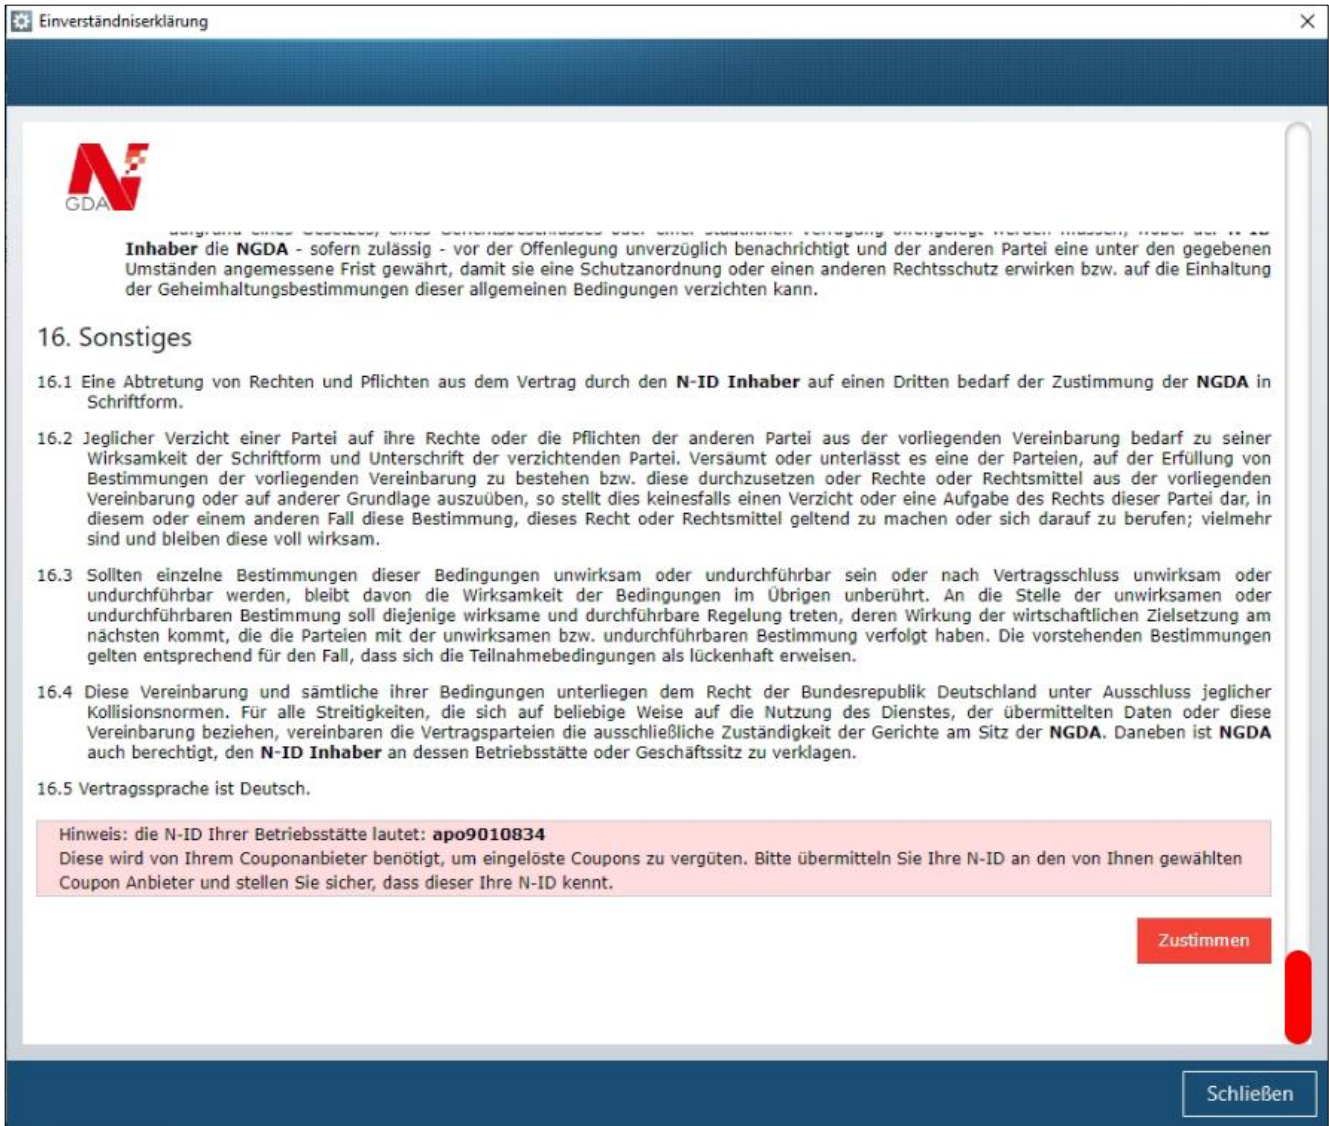 Einverständniserklärung
N
GDA
aufgrund eines Gesetzes, eines Gerichtsbeschlusses oder einer staatlichen Verfügung offengelegt werden müssen, wobei der N-ID
Inhaber die NGDA - sofern zulässig - vor der Offenlegung unverzüglich benachrichtigt und der anderen Partei eine unter den gegebenen
Umständen angemessene Frist gewährt, damit sie eine Schutzanordnung oder einen anderen Rechtsschutz erwirken bzw. auf die Einhaltung
der Geheimhaltungsbestimmungen dieser allgemeinen Bedingungen verzichten kann.
16. Sonstiges
16.1 Eine Abtretung von Rechten und Pflichten aus dem Vertrag durch den N-ID Inhaber auf einen Dritten bedarf der Zustimmung der NGDA in
Schriftform.
16.2 Jeglicher Verzicht einer Partei auf ihre Rechte oder die Pflichten der anderen Partei aus der vorliegenden Vereinbarung bedarf zu seiner
Wirksamkeit der Schriftform und Unterschrift der verzichtenden Partei. Versäumt oder unterlässt es eine der Parteien, auf der Erfüllung von
Bestimmungen der vorliegenden Vereinbarung zu bestehen bzw. diese durchzusetzen oder Rechte oder Rechtsmittel aus der vorliegenden
Vereinbarung oder auf anderer Grundlage auszuüben, so stellt dies keinesfalls einen Verzicht oder eine Aufgabe des Rechts dieser Partei dar, in
diesem oder einem anderen Fall diese Bestimmung, dieses Recht oder Rechtsmittel geltend zu machen oder sich darauf zu berufen; vielmehr
sind und bleiben diese voll wirksam.
16.3 Sollten einzelne Bestimmungen dieser Bedingungen unwirksam oder undurchführbar sein oder nach Vertragsschluss unwirksam oder
undurchführbar werden, bleibt davon die Wirksamkeit der Bedingungen im Übrigen unberührt. An die Stelle der unwirksamen oder
undurchführbaren Bestimmung soll diejenige wirksame und durchführbare Regelung treten, deren Wirkung der wirtschaftlichen Zielsetzung am
nächsten kommt, die die Parteien mit der unwirksamen bzw. undurchführbaren Bestimmung verfolgt haben. Die vorstehenden Bestimmungen
gelten entsprechend für den Fall, dass sich die Teilnahmebedingungen als lückenhaft erweisen.
16.4 Diese Vereinbarung und sämtliche ihrer Bedingungen unterliegen dem Recht der Bundesrepublik Deutschland unter Ausschluss jeglicher
Kollisionsnormen. Für alle Streitigkeiten, die sich auf beliebige Weise auf die Nutzung des Dienstes, der übermittelten Daten oder diese
Vereinbarung beziehen, vereinbaren die Vertragsparteien die ausschließliche Zuständigkeit der Gerichte am Sitz der NGDA. Daneben ist NGDA
auch berechtigt, den N-ID Inhaber an dessen Betriebsstätte oder Geschäftssitz zu verklagen.
16.5 Vertragssprache ist Deutsch.
Hinweis: die N-ID Ihrer Betriebsstätte lautet: apo9010834
Diese wird von Ihrem Couponanbieter benötigt, um eingelöste Coupons zu vergüten. Bitte übermitteln Sie Ihre N-ID an den von Ihnen gewählten
Coupon Anbieter und stellen Sie sicher, dass dieser Ihre N-ID kennt.
Zustimmen
Schließen